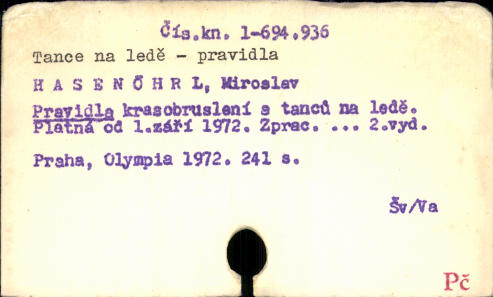 Čís.kn. 1-694.936
Tance na ledě - pravidla
H A S E N Ö H R L, Miroslav
Pravidla krasobruslení a tanců na ledě.
Platná od 1.září 1972. Zprac. ... 2.vyd.
Praha, Olympia 1972. 241 s.
Šv/Va
Pč